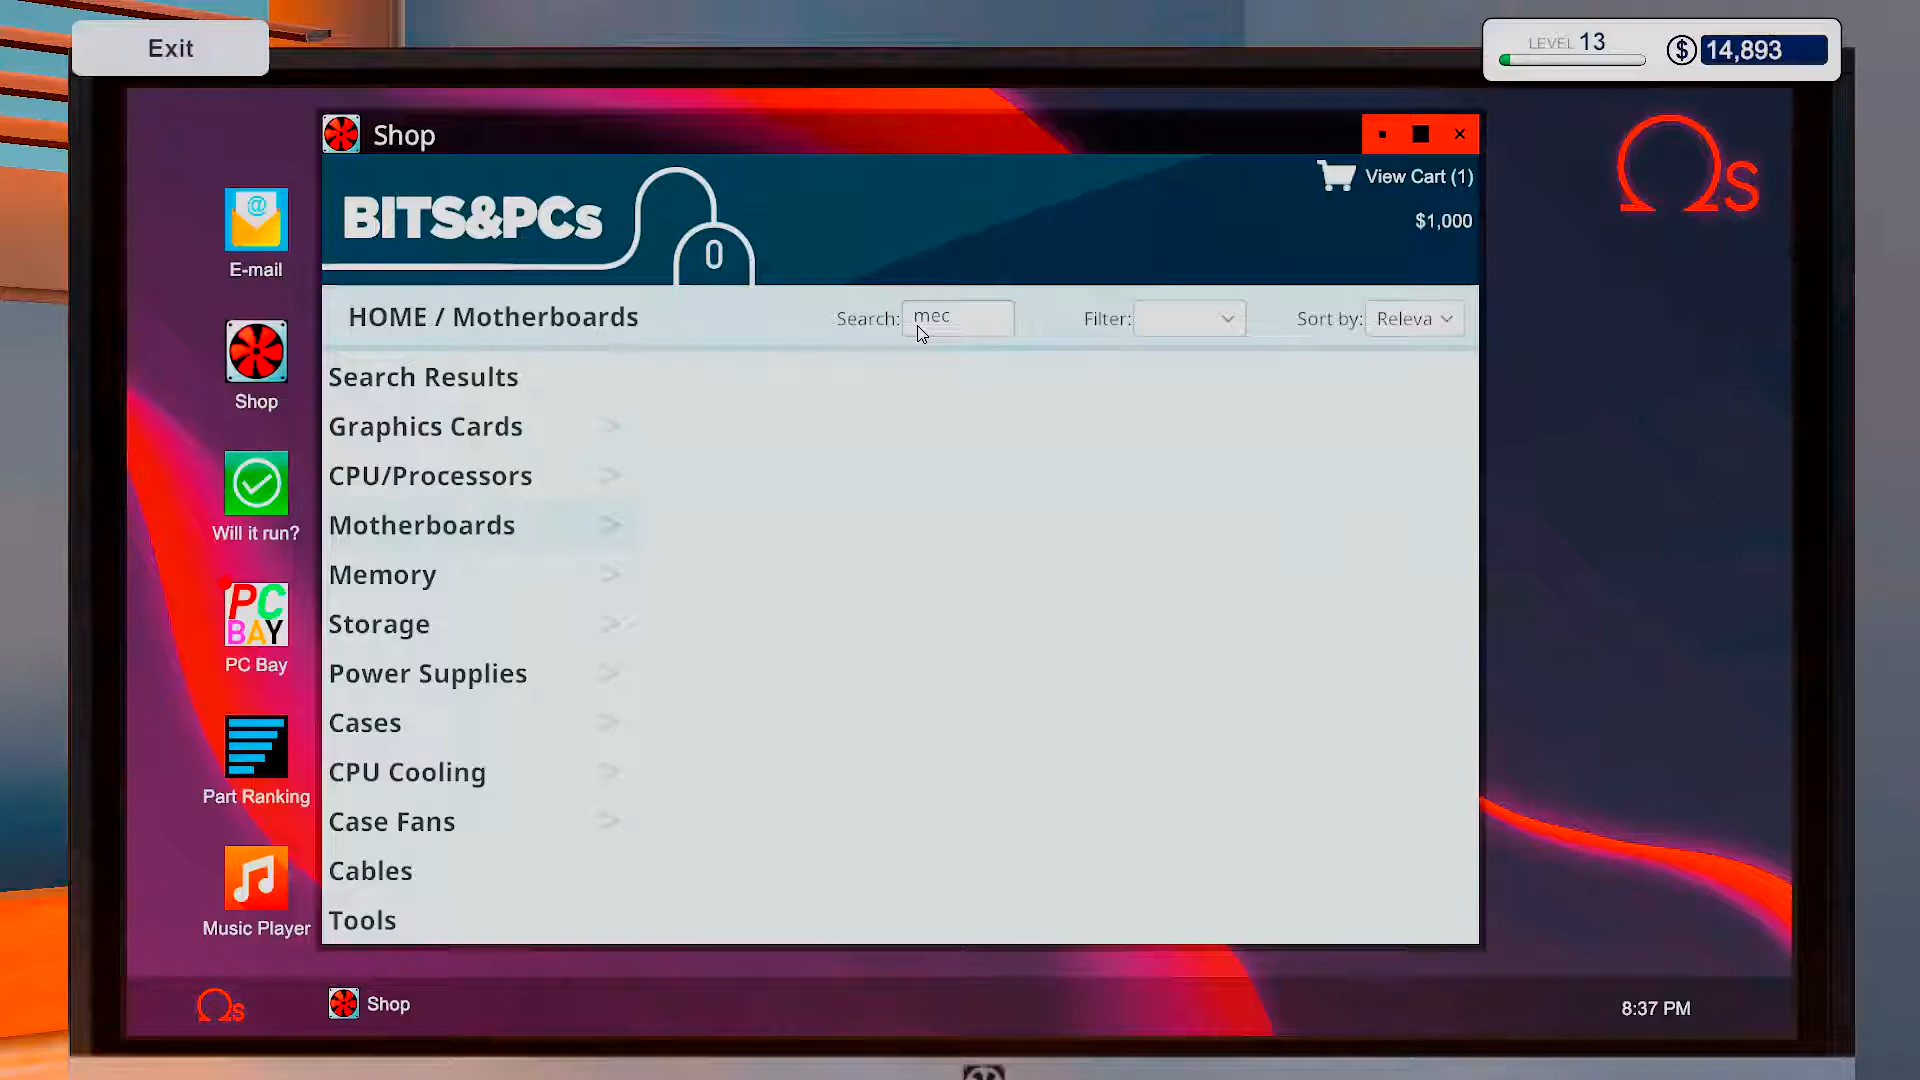 Exit
LEVEL 13
$ 14,893
Shop
BITS&PCs
View Cart (1)
$1,000
HOME / Motherboards
Search: mec
Filter:
Sort by: Releva
Search Results
Graphics Cards >
CPU/Processors >
Motherboards >
Memory >
Storage >
Power Supplies >
Cases >
CPU Cooling >
Case Fans >
Cables
Tools
@
E-mail
Shop
Will it run?
PC
BAY
PC Bay
Part Ranking
Music Player
Ωs
Ωs
Shop
8:37 PM